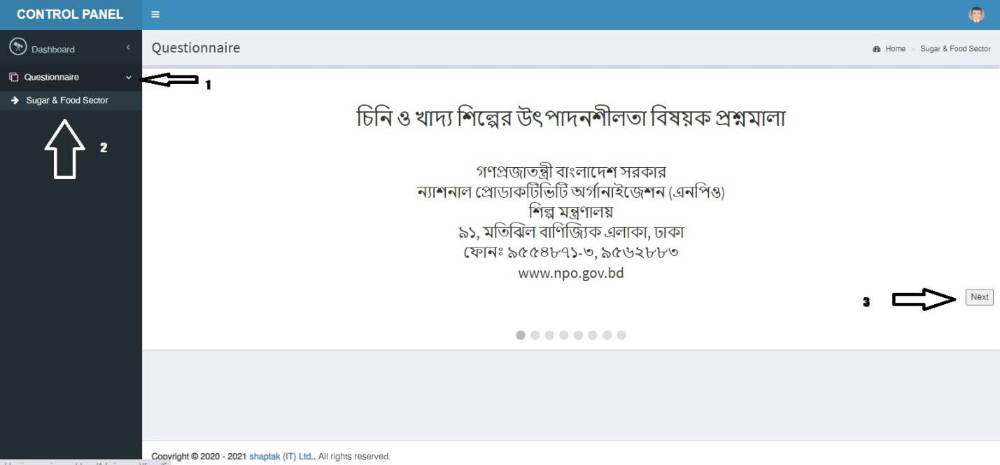 CONTROL PANEL
Dashboard
Questionnaire
Home > Sugar & Food Sector
Questionnaire
1
Sugar & Food Sector
2
চিনি ও খাদ্য শিল্পের উৎপাদনশীলতা বিষয়ক প্রশ্নমালা
গণপ্রজাতন্ত্রী বাংলাদেশ সরকার
ন্যাশনাল প্রোডাকটিভিটি অর্গানাইজেশন (এনপিও)
শিল্প মন্ত্রণালয়
৯১, মতিঝিল বাণিজ্যিক এলাকা, ঢাকা
ফোনঃ ৯৫৫৪৮৭১-৩, ৯৫৬২৮৮৩
www.npo.gov.bd
3
Next
Copyright © 2020 - 2021 shaptak (IT) Ltd.. All rights reserved.